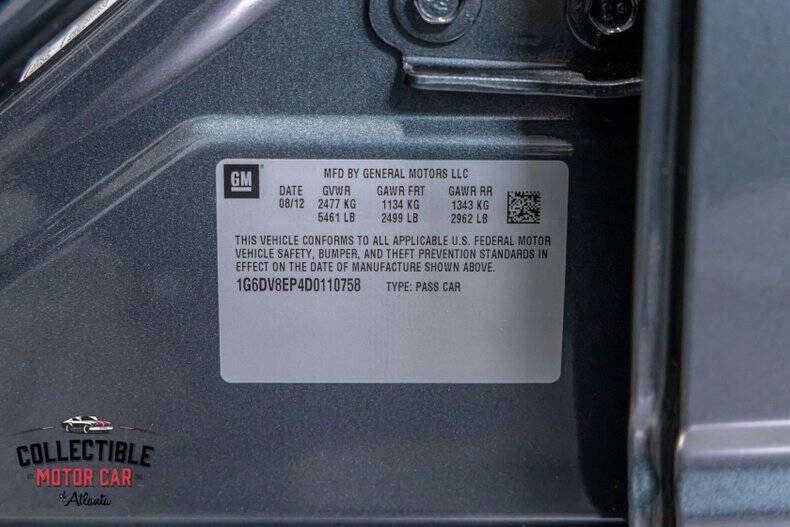 GM
MFD BY GENERAL MOTORS LLC
DATE GVWR GAWR FRT GAWR RR
08/12 2477 KG 1134 KG 1343 KG
5461 LB 2499 LB 2962 LB
THIS VEHICLE CONFORMS TO ALL APPLICABLE U.S. FEDERAL MOTOR
VEHICLE SAFETY, BUMPER, AND THEFT PREVENTION STANDARDS IN
EFFECT ON THE DATE OF MANUFACTURE SHOWN ABOVE.
1G6DV8EP4D0110758 TYPE: PASS CAR
COLLECTIBLE
MOTOR CAR
of Atlanta